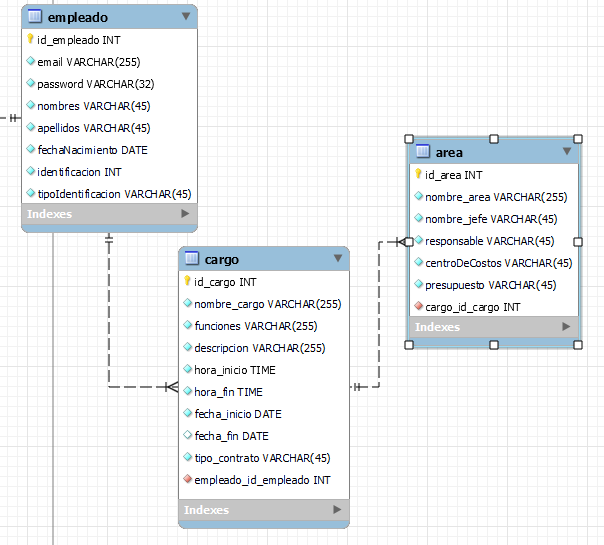 empleado
id_empleado INT
email VARCHAR(255)
password VARCHAR(32)
nombres VARCHAR(45)
apellidos VARCHAR(45)
fechaNacimiento DATE
identificacion INT
tipoIdentificacion VARCHAR(45)
Indexes
cargo
id_cargo INT
nombre_cargo VARCHAR(255)
funciones VARCHAR(255)
descripcion VARCHAR(255)
hora_inicio TIME
hora_fin TIME
fecha_inicio DATE
fecha_fin DATE
tipo_contrato VARCHAR(45)
empleado_id_empleado INT
Indexes
area
id_area INT
nombre_area VARCHAR(255)
nombre_jefe VARCHAR(45)
responsable VARCHAR(45)
centroDeCostos VARCHAR(45)
presupuesto VARCHAR(45)
cargo_id_cargo INT
Indexes